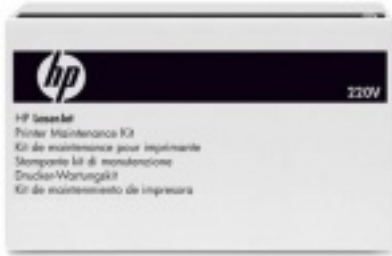 hp
220V
HP LaserJet
Printer Maintenance Kit
Kit de maintenance pour imprimante
Stampante kit di manutenzione
Drucker-Wartungskit
Kit de mantenimiento de impresora